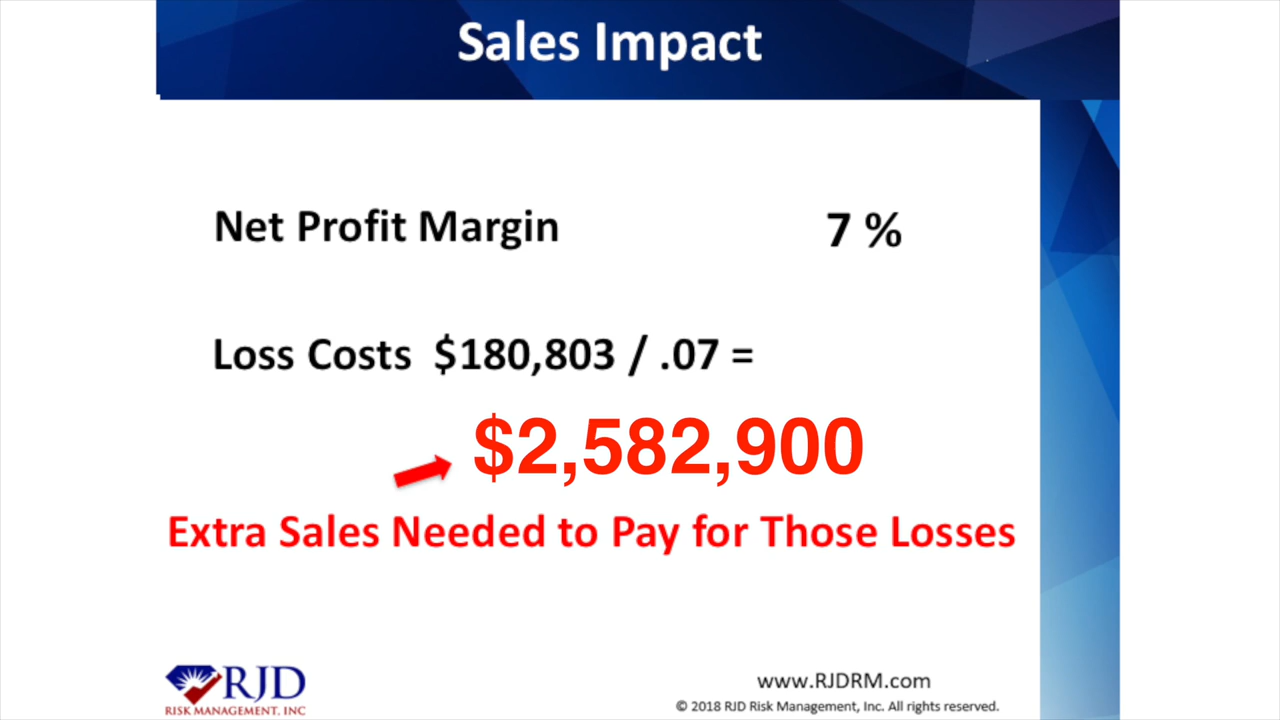 Sales Impact
Net Profit Margin 7 %
Loss Costs $180,803 / .07 =
$2,582,900
Extra Sales Needed to Pay for Those Losses
RJD
RISK MANAGEMENT, INC
www.RJDRM.com
© 2018 RJD Risk Management, Inc. All rights reserved.